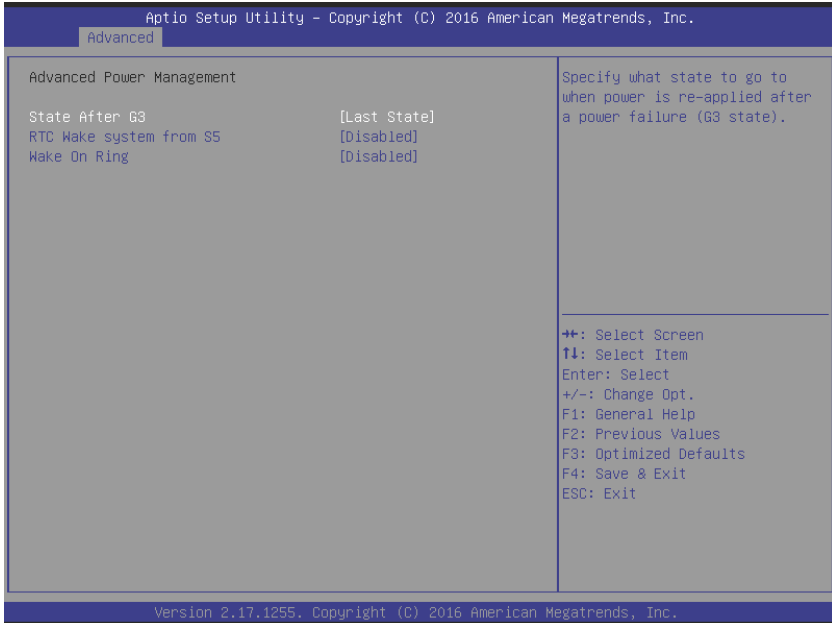 Aptio Setup Utility – Copyright (C) 2016 American Megatrends, Inc.
Advanced
Advanced Power Management
State After G3 [Last State]
RTC Wake system from S5 [Disabled]
Wake On Ring [Disabled]
Specify what state to go to
when power is re-applied after
a power failure (G3 state).
→←: Select Screen
↑↓: Select Item
Enter: Select
+/-: Change Opt.
F1: General Help
F2: Previous Values
F3: Optimized Defaults
F4: Save & Exit
ESC: Exit
Version 2.17.1255. Copyright (C) 2016 American Megatrends, Inc.